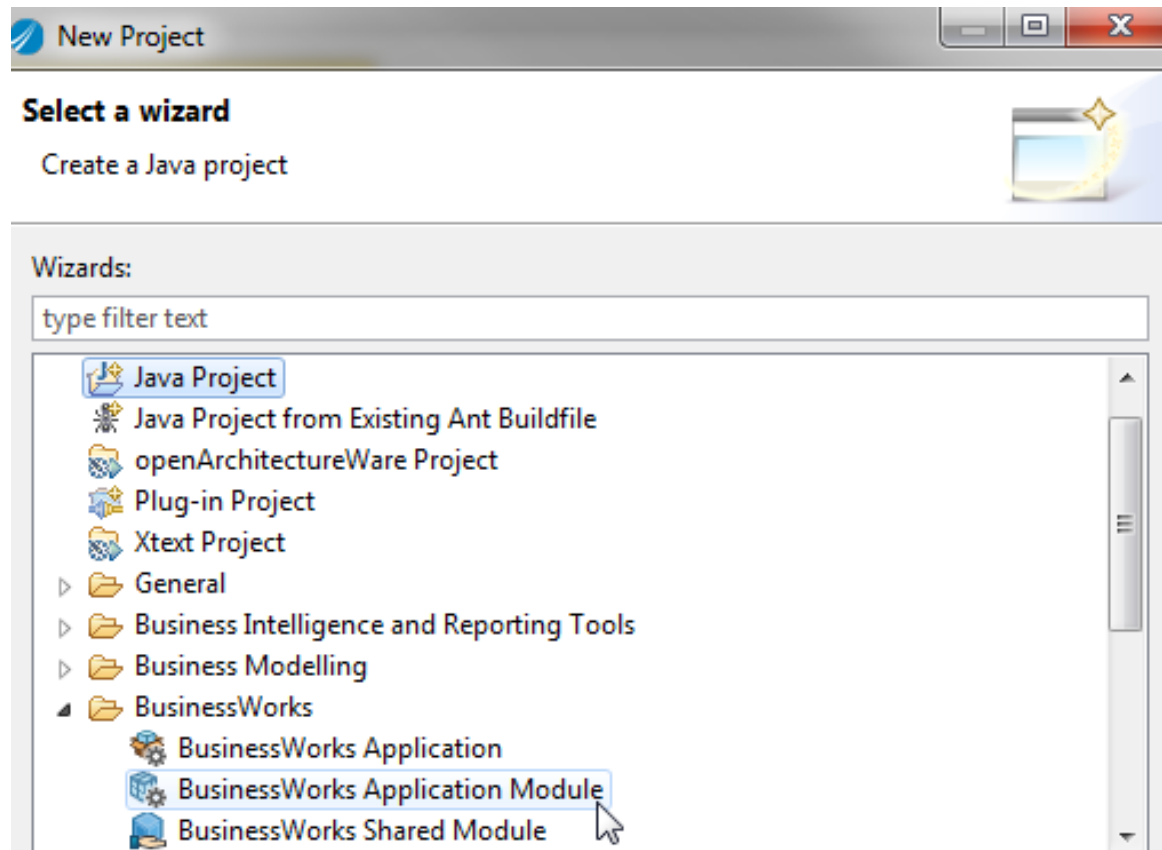 New Project
Select a wizard
Create a Java project
Wizards:
type filter text
Java Project
Java Project from Existing Ant Buildfile
openArchitectureWare Project
Plug-in Project
Xtext Project
General
Business Intelligence and Reporting Tools
Business Modelling
BusinessWorks
BusinessWorks Application
BusinessWorks Application Module
BusinessWorks Shared Module